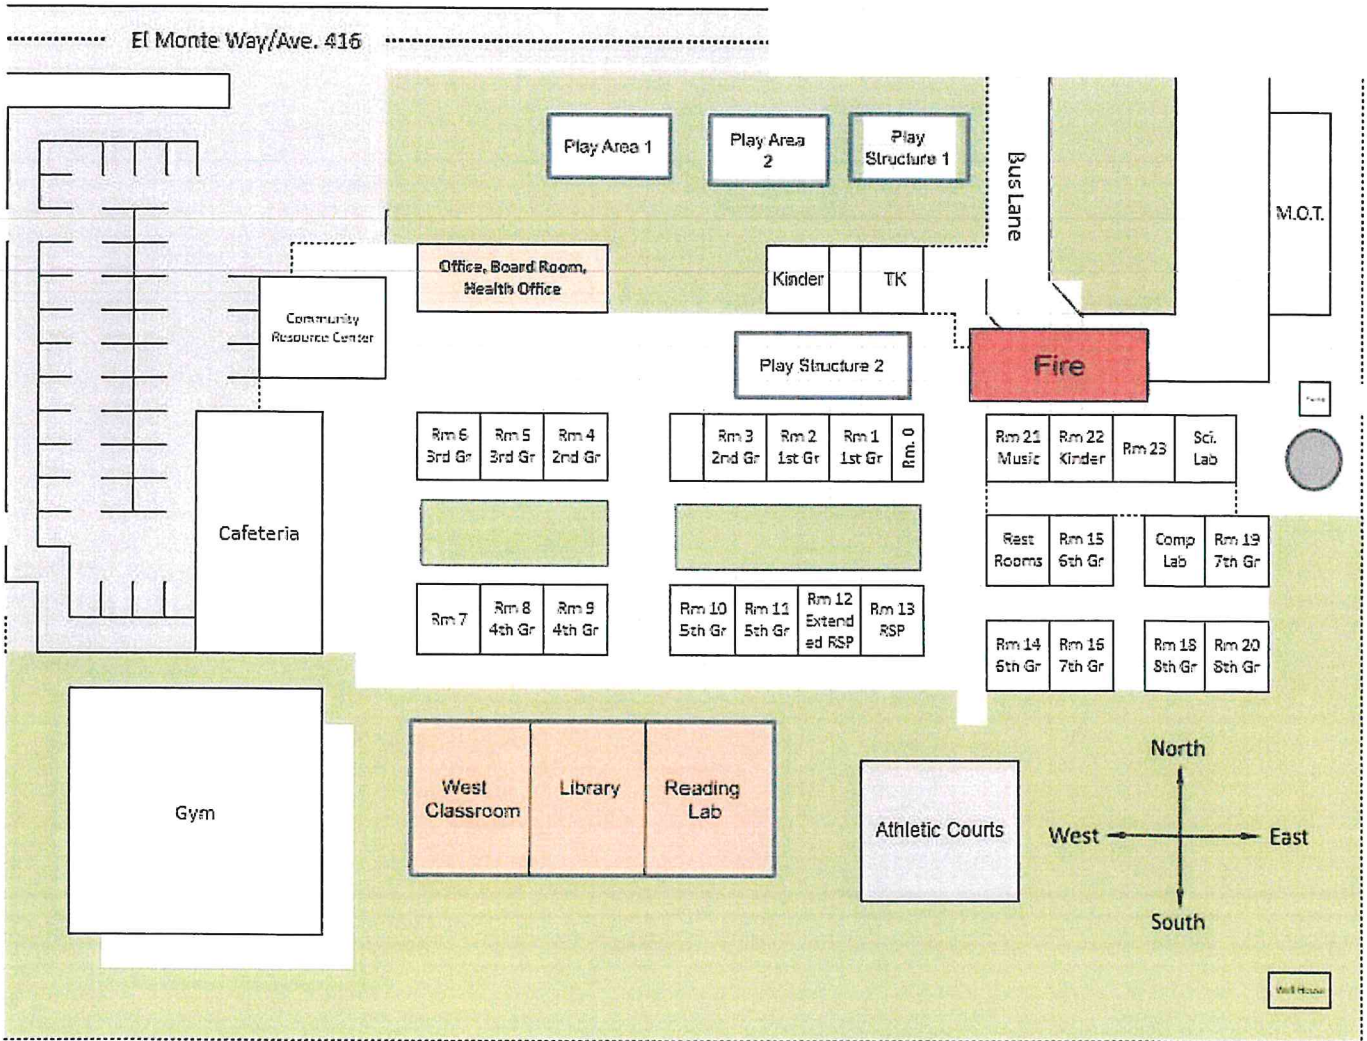 El Monte Way/Ave. 416
Play Area 1
Play Area
2
Play
Structure 1
Bus Lane
M.O.T.
Office, Board Room,
Health Office
Kinder
TK
Community
Resource Center
Play Structure 2
Fire
Rm 6
3rd Gr
Rm 5
3rd Gr
Rm 4
2nd Gr
Rm 3
2nd Gr
Rm 2
1st Gr
Rm 1
1st Gr
Rm. 0
Rm 21
Music
Rm 22
Kinder
Rm 23
Sci.
Lab
Cafeteria
Rest
Rooms
Rm 15
6th Gr
Comp
Lab
Rm 19
7th Gr
Rm 7
Rm 8
4th Gr
Rm 9
4th Gr
Rm 10
5th Gr
Rm 11
5th Gr
Rm 12
Extend
ed RSP
Rm 13
RSP
Rm 14
6th Gr
Rm 16
7th Gr
Rm 18
8th Gr
Rm 20
8th Gr
Gym
West
Classroom
Library
Reading
Lab
Athletic Courts
North
West
East
South
Well House